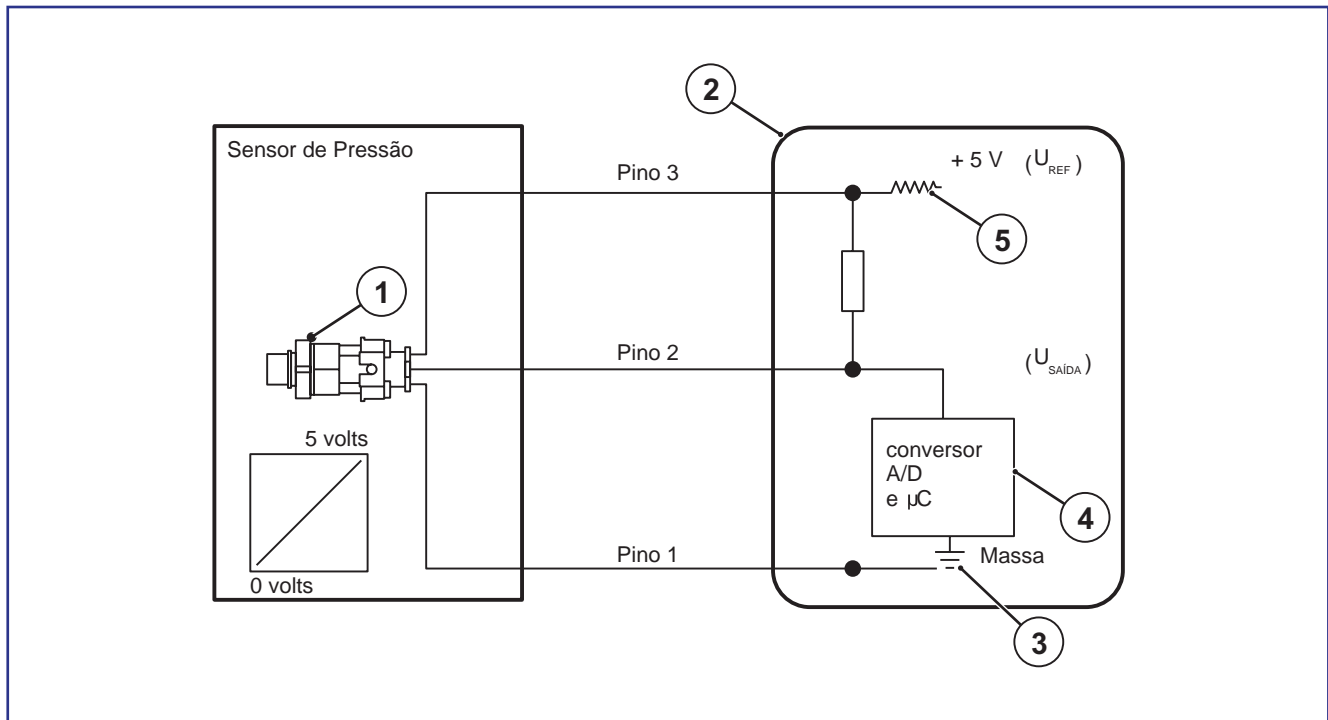 2
Sensor de Pressão
+ 5 V (U REF )
Pino 3
5
1
Pino 2
(U SAÍDA )
5 volts
conversor
A/D
e µC
4
Pino 1
Massa
0 volts
3